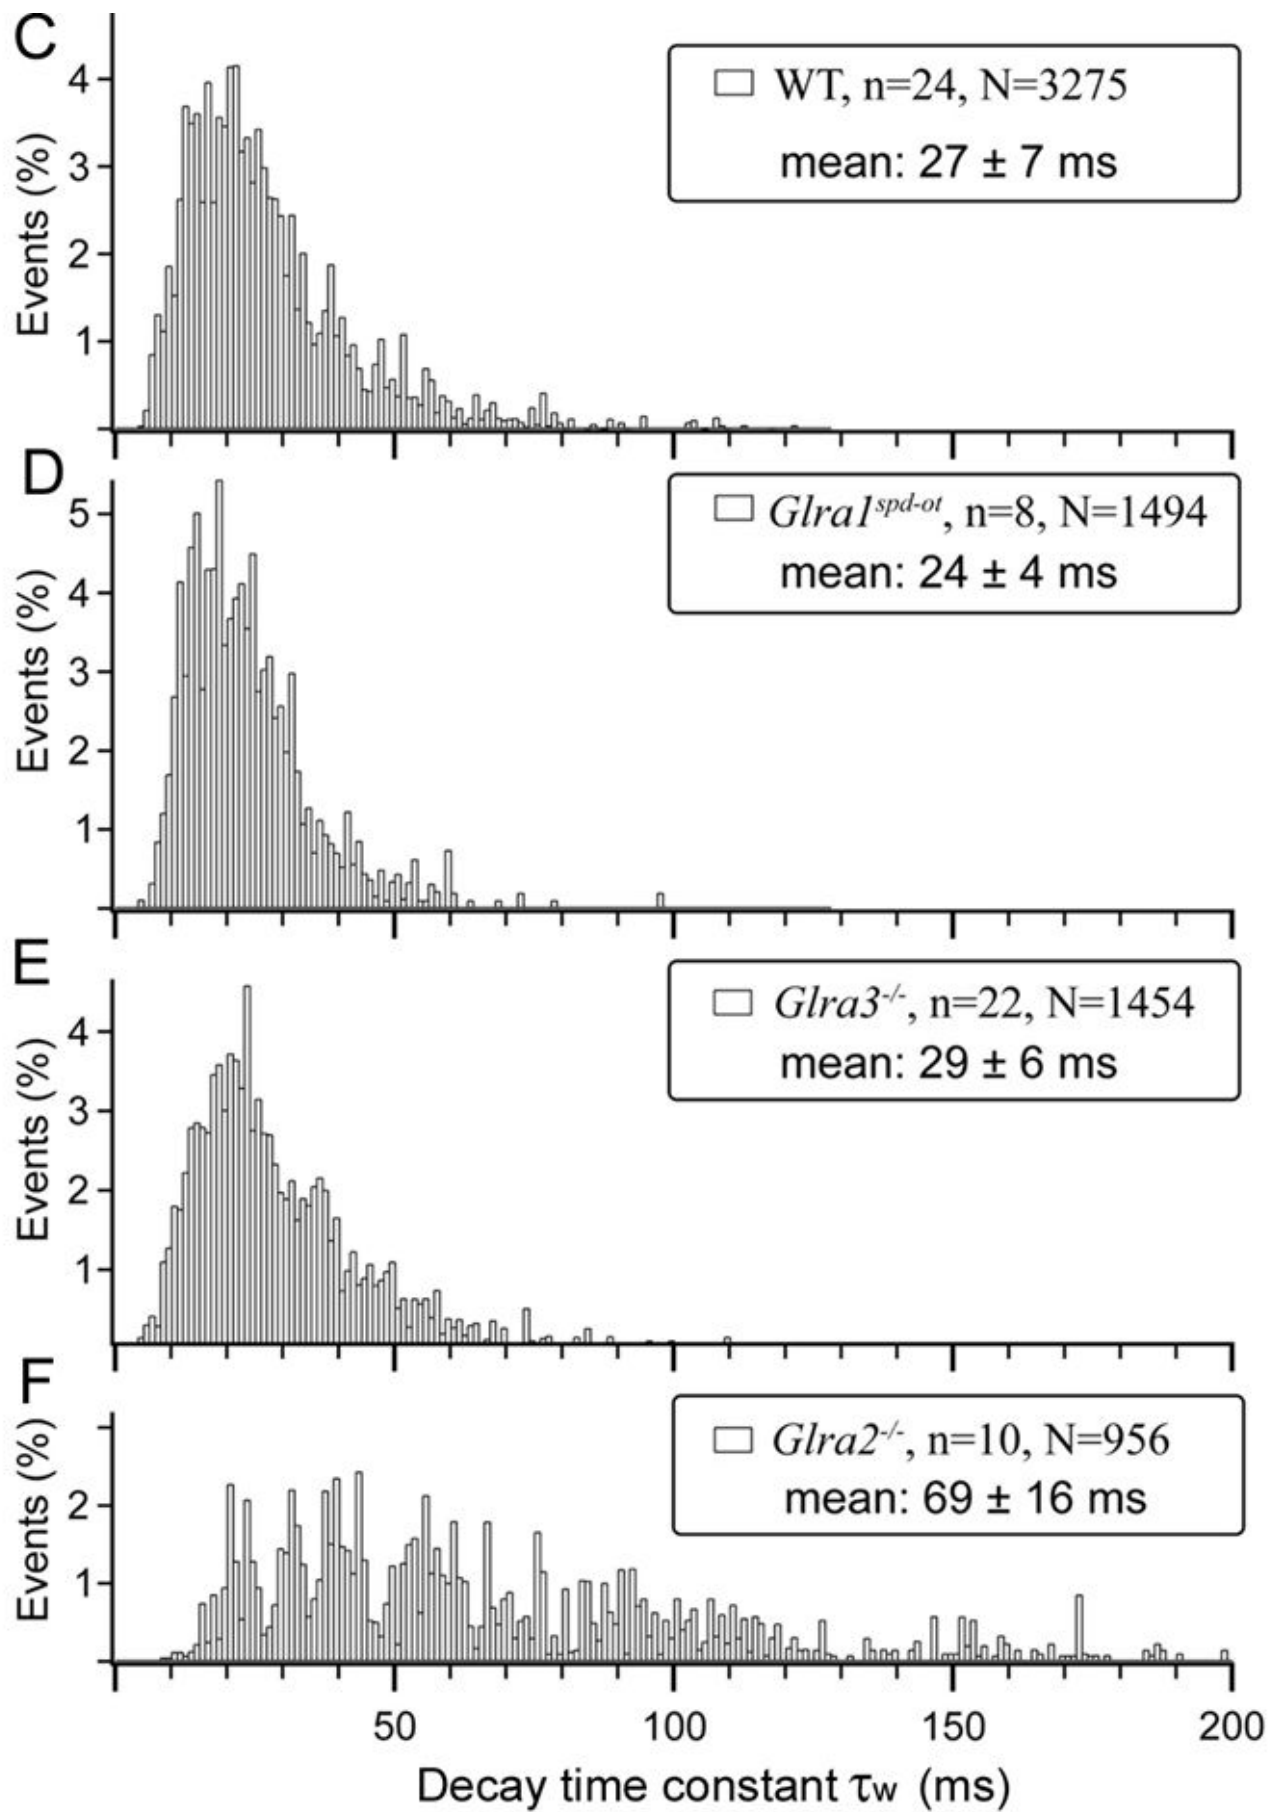 C
Events (%)
4
3
2
1
WT, n=24, N=3275
mean: 27 ± 7 ms
D
Events (%)
5
4
3
2
1
Glra1spd-ot, n=8, N=1494
mean: 24 ± 4 ms
E
Events (%)
4
3
2
1
Glra3-/-, n=22, N=1454
mean: 29 ± 6 ms
F
Events (%)
2
1
Glra2-/-, n=10, N=956
mean: 69 ± 16 ms
50 100 150 200
Decay time constant τw (ms)